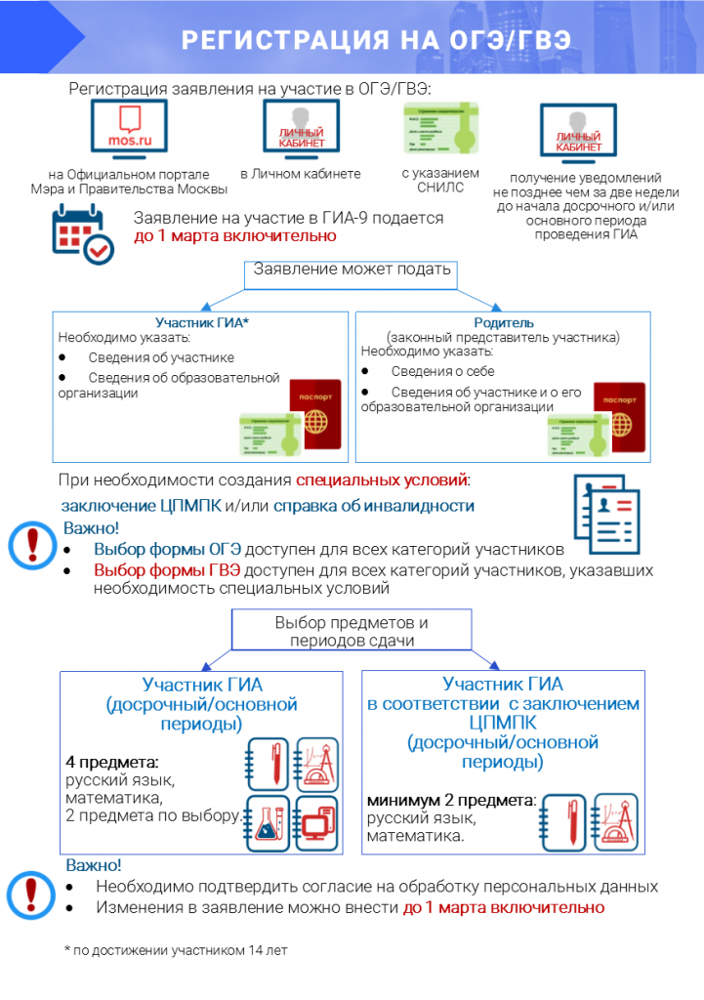 РЕГИСТРАЦИЯ НА ОГЭ/ГВЭ
Регистрация заявления на участие в ОГЭ/ГВЭ:
mos.ru
на Официальном портале
Мэра и Правительства Москвы
ЛИЧНЫЙ
КАБИНЕТ
в Личном кабинете
с указанием
СНИЛС
ЛИЧНЫЙ
КАБИНЕТ
получение уведомлений
не позднее чем за две недели
до начала досрочного и/или
основного периода
проведения ГИА
Заявление на участие в ГИА-9 подается
до 1 марта включительно
Заявление может подать
Участник ГИА*
Необходимо указать:
● Сведения об участнике
● Сведения об образовательной
организации
паспорт
Родитель
(законный представитель участника)
Необходимо указать:
● Сведения о себе
● Сведения об участнике и о его
образовательной организации
паспорт
При необходимости создания специальных условий:
заключение ЦПМПК и/или справка об инвалидности
Важно!
● Выбор формы ОГЭ доступен для всех категорий участников
● Выбор формы ГВЭ доступен для всех категорий участников, указавших
необходимость специальных условий
Выбор предметов и
периодов сдачи
Участник ГИА
(досрочный/основной
периоды)
4 предмета:
русский язык,
математика,
2 предмета по выбору.
Участник ГИА
в соответствии с заключением
ЦПМПК
(досрочный/основной
периоды)
минимум 2 предмета:
русский язык,
математика.
Важно!
● Необходимо подтвердить согласие на обработку персональных данных
● Изменения в заявление можно внести до 1 марта включительно
* по достижении участником 14 лет